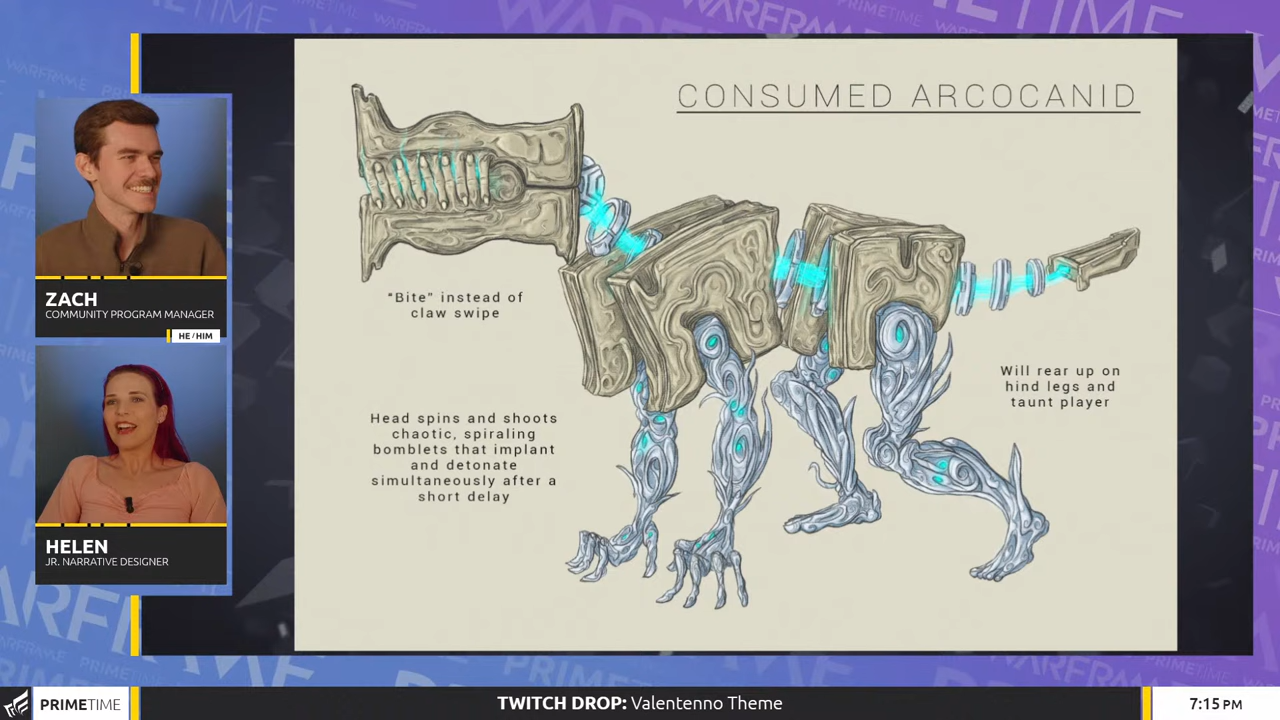 CONSUMED ARCOCANID
"Bite" instead of
claw swipe
Head spins and shoots
chaotic, spiraling
bomblets that implant
and detonate
simultaneously after a
short delay
Will rear up on
hind legs and
taunt player
ZACH
COMMUNITY PROGRAM MANAGER
HE / HIM
HELEN
JR. NARRATIVE DESIGNER
PRIMETIME
TWITCH DROP: Valentenno Theme
7:15 PM
WARFRAME
PRIMETIME